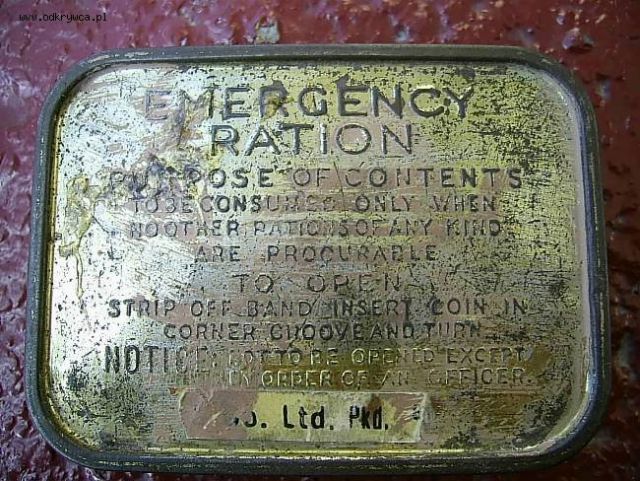 www.odkrywca.pl
EMERGENCY
RATION
PURPOSE OF CONTENTS
TO BE CONSUMED ONLY WHEN
NO OTHER RATIONS OF ANY KIND
ARE PROCURABLE
TO OPEN
STRIP OFF BAND INSERT COIN IN
CORNER GROOVE AND TURN
NOTICE: NOT TO BE OPENED EXCEPT
BY ORDER OF AN OFFICER.
Ltd. Pkd.